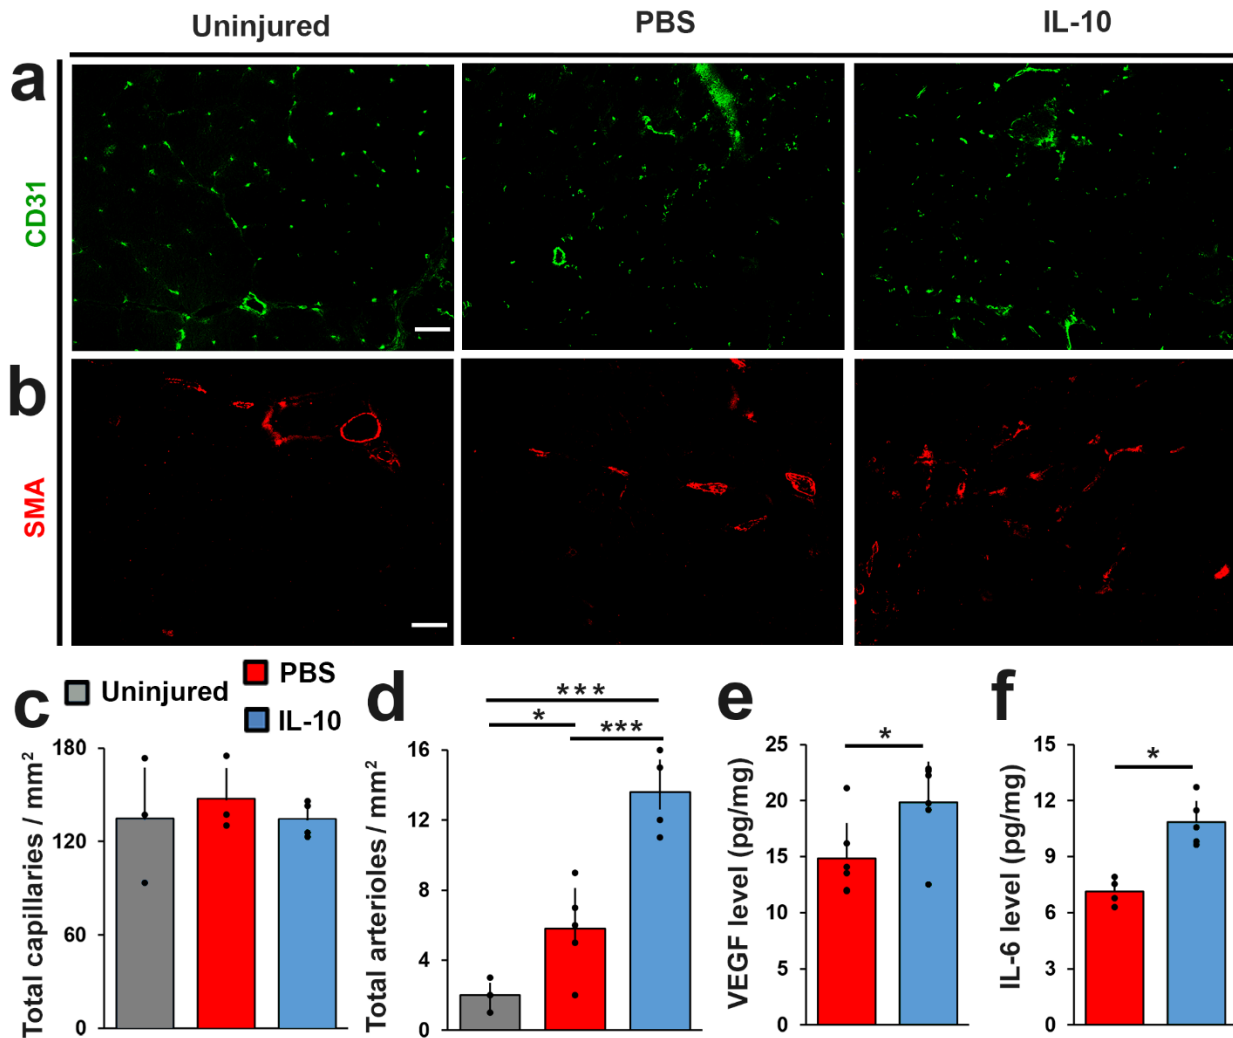 Uninjured PBS IL-10
a
CD31
b
SMA
Uninjured
PBS
IL-10
c
Total capillaries / mm²
180
120
60
0
d
Total arterioles / mm²
***
* ***
16
12
8
4
0
e
VEGF level (pg/mg)
*
25
20
15
10
5
0
f
IL-6 level (pg/mg)
*
15
12
9
6
3
0